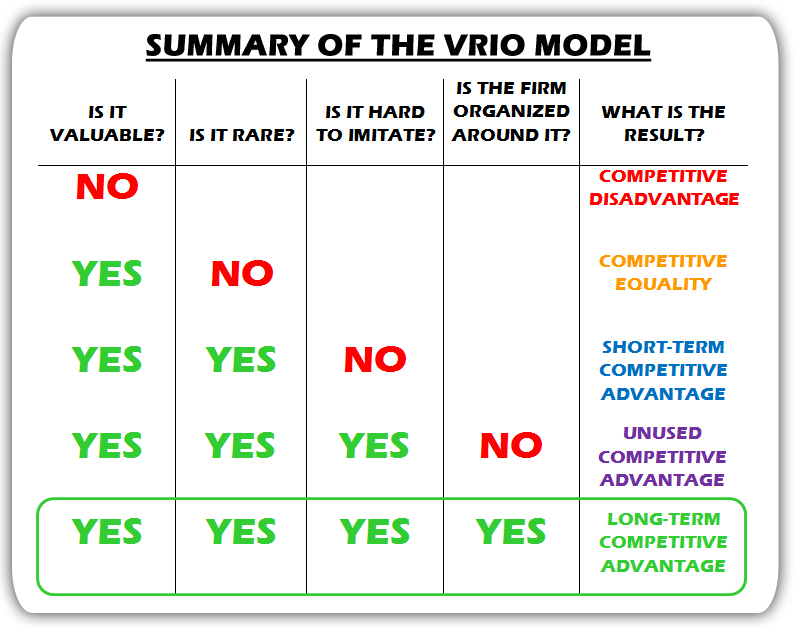 SUMMARY OF THE VRIO MODEL
IS IT
VALUABLE?
IS IT RARE?
IS IT HARD
TO IMITATE?
IS THE FIRM
ORGANIZED
AROUND IT?
WHAT IS THE
RESULT?
NO
COMPETITIVE
DISADVANTAGE
YES
NO
COMPETITIVE
EQUALITY
YES
YES
NO
SHORT-TERM
COMPETITIVE
ADVANTAGE
YES
YES
YES
NO
UNUSED
COMPETITIVE
ADVANTAGE
YES
YES
YES
YES
LONG-TERM
COMPETITIVE
ADVANTAGE